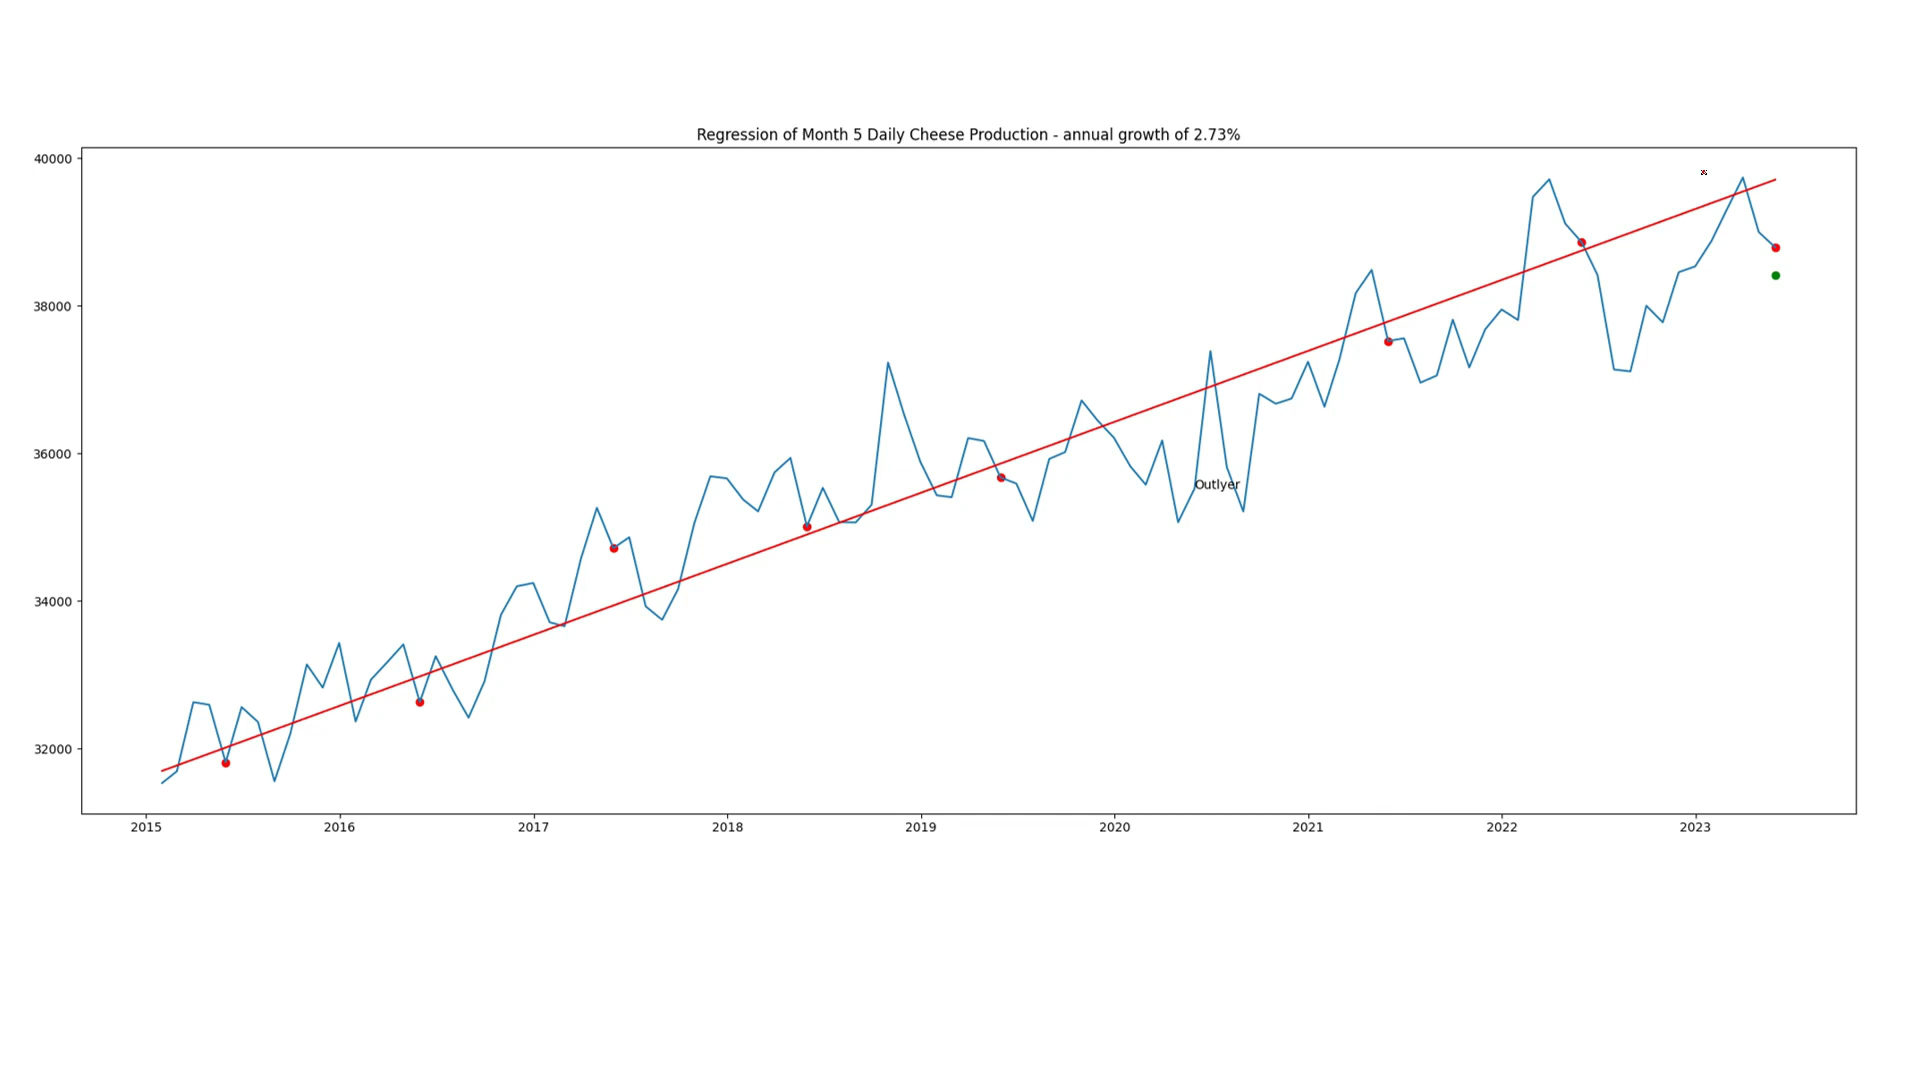 Regression of Month 5 Daily Cheese Production - annual growth of 2.73%
40000
38000
36000
Outlyer
34000
32000
2015 2016 2017 2018 2019 2020 2021 2022 2023